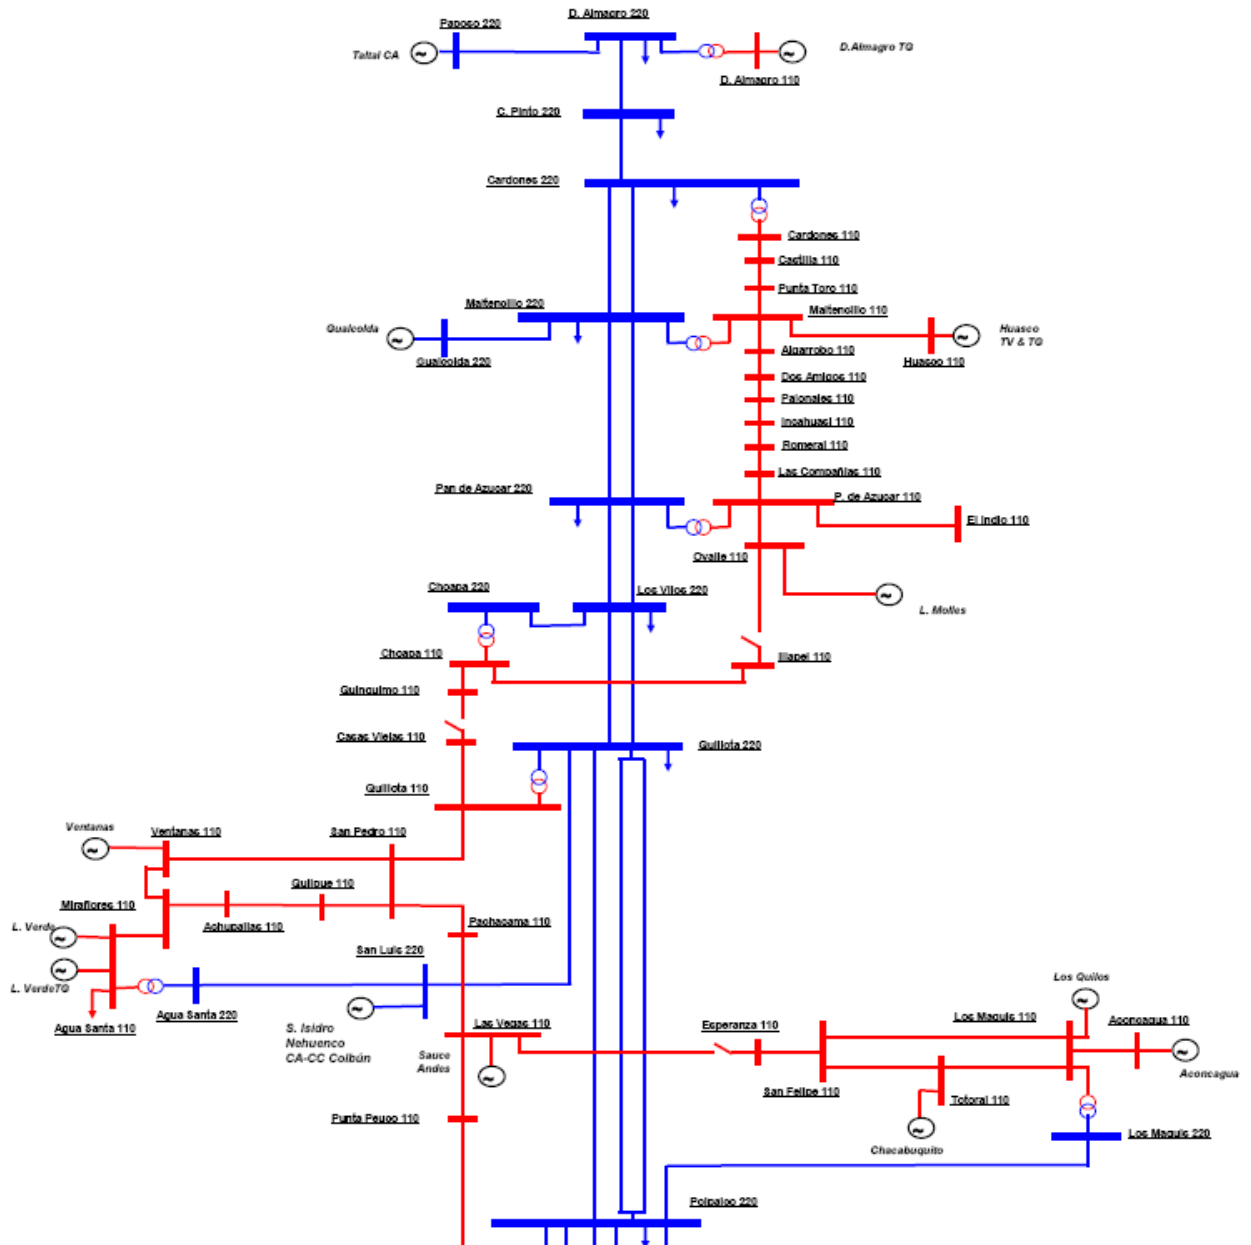 D. Almagro 220
Paposo 220
Taltal CA
D.Almagro TG
D. Almagro 110
C. Pinto 220
Cardones 220
Cardones 110
Castilla 110
Punta Toro 110
Maitencillo 220
Maitencillo 110
Guacolda
Huasco
TV & TG
Guacolda 220
Algarrobo 110
Huasco 110
Dos Amigos 110
Pajonales 110
Incahuasi 110
Romeral 110
Las Compañias 110
Pan de Azucar 220
P. de Azucar 110
El Indio 110
Ovalle 110
Choapa 220
Los Vilos 220
L. Molles
Choapa 110
Illapel 110
Quinquimo 110
Casas Viejas 110
Quillota 220
Quillota 110
Ventanas
Ventanas 110
San Pedro 110
Quilpue 110
Miraflores 110
Achupallas 110
Pachacama 110
L. Verde
San Luis 220
L. VerdeTG
Los Quilos
Agua Santa 110
Agua Santa 220
S. Isidro
Nehuenco
CA-CC Colbún
Las Vegas 110
Esperanza 110
Los Maquis 110
Aconcagua 110
Sauce
Andes
Aconcagua
San Felipe 110
Totoral 110
Punta Peuco 110
Chacabuquito
Los Maquis 220
Polpaico 220